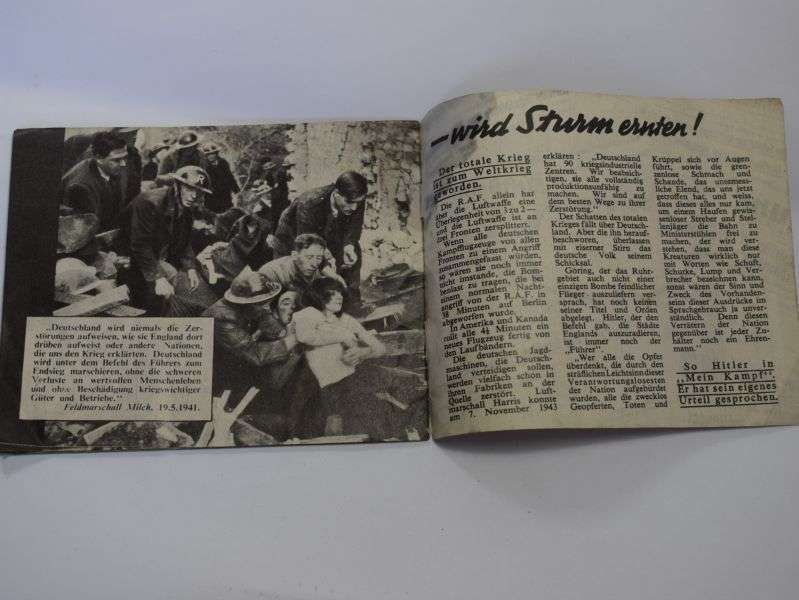 „Deutschland wird niemals die Zer-
störungen aufweisen, wie sie England dort
drüben aufweist oder andere Nationen,
die uns den Krieg erklärten. Deutschland
wird unter dem Befehl des Führers zum
Endsieg marschieren, ohne die schweren
Verluste an wertvollen Menschenleben
und ohne Beschädigung kriegswichtiger
Güter und Betriebe.“
Feldmarschall Milch, 19.5.1941.
— wird Sturm ernten!
Der totale Krieg
ist zum Weltkrieg
geworden.
Die R.A.F. allein hat
über die Luftwaffe eine
Überlegenheit von 3 zu 2 —
und die Luftwaffe ist an
drei Fronten zersplittert.
Wenn alle deutschen
Kampfflugzeuge von allen
Fronten zu einem Angriff
zusammengefasst würden,
so wären sie noch immer
nicht imstande, die Bom-
benlast zu tragen, die bei
einem normalen Nacht-
angriff von der R.A.F. in
38 Minuten auf Berlin
abgeworfen wurde.
In Amerika und Kanada
rollt alle 4½ Minuten ein
neues Flugzeug fertig von
den Laufbändern.
Die deutschen Jagd-
maschinen, die Deutsch-
land verteidigen sollen,
werden vielfach schon in
ihren Fabriken an der
Quelle zerstört. Luft-
marschall Harris konnte
am 7. November 1943
erklären: „Deutschland
hat 90 kriegsindustrielle
Zentren. Wir beabsich-
tigen, sie alle vollständig
produktionsunfähig zu
machen. Wir sind auf
dem besten Wege zu ihrer
Zerstörung.“
Der Schatten des totalen
Krieges fällt über Deutsch-
land. Aber die ihn herauf-
beschworen, überlassen
mit eiserner Stirn das
deutsche Volk seinem
Schicksal.
Göring, der das Ruhr-
gebiet auch nicht einer
einzigen Bombe feindlicher
Flieger auszuliefern ver-
sprach, hat noch keinen
seiner Titel und Orden
abgelegt. Hitler, der den
Befehl gab, die Städte
Englands auszuradieren,
ist immer noch der
„Führer“.
„Wer alle die Opfer
überdenkt, die durch den
sträflichen Leichtsinn dieser
Verantwortungslosesten
der Nation aufgebürdet
wurden, alle die zwecklos
Geopferten, Toten und
Krüppel sich vor Augen
führt, sowie die gren-
zenlose Schmach und
Schande, das unermess-
liche Elend, das uns jetzt
getroffen hat, und weiss,
dass dieses alles nur kam,
um einem Haufen gewis-
senloser Streber und Stel-
lenjäger die Bahn zu
Ministerstühlen frei zu
machen, der wird ver-
stehen, dass man diese
Kreaturen wirklich nur
mit Worten wie Schuft,
Schurke, Lump und Ver-
brecher bezeichnen kann,
sonst wären der Sinn und
Zweck des Vorhanden-
seins dieser Ausdrücke im
Sprachgebrauch ja unver-
ständlich. Denn diesen
Verrätern der Nation
gegenüber ist jeder Zu-
hälter noch ein Ehren-
mann.“
So Hitler in
„Mein Kampf“.
Er hat sein eigenes
Urteil gesprochen.